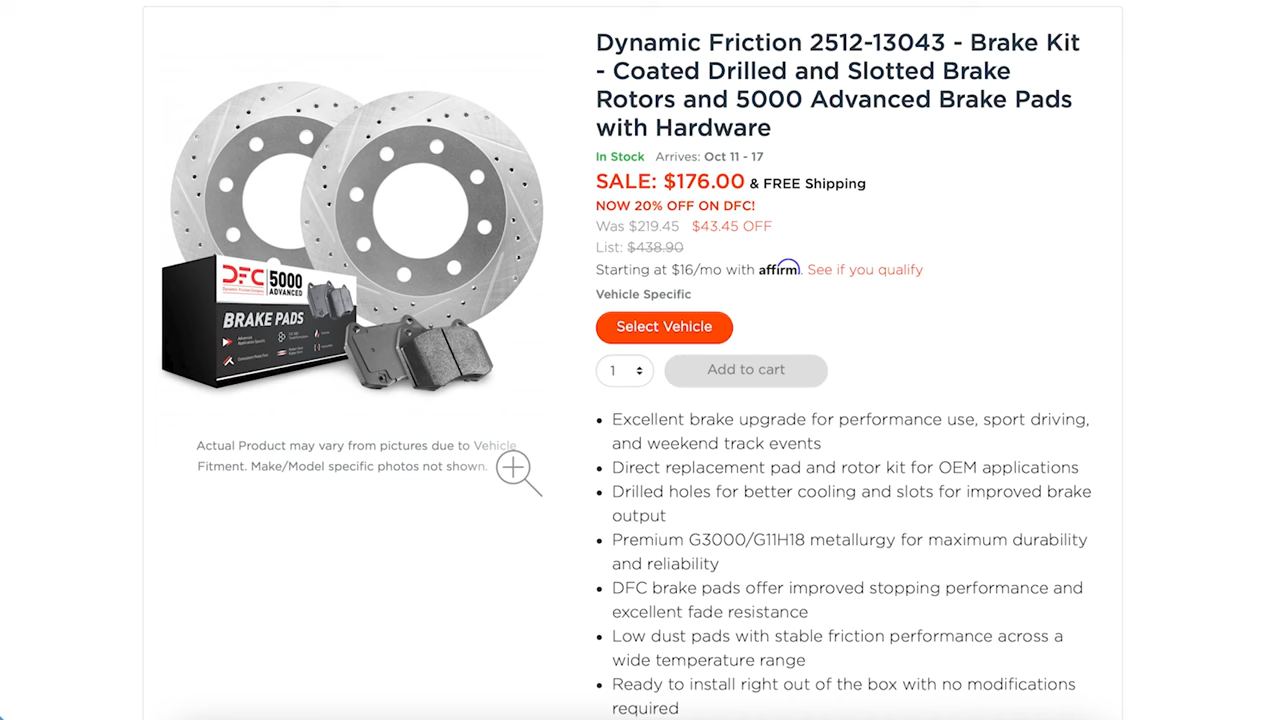 Dynamic Friction 2512-13043 - Brake Kit
- Coated Drilled and Slotted Brake
Rotors and 5000 Advanced Brake Pads
with Hardware
In Stock Arrives: Oct 11 - 17
SALE: $176.00 & FREE Shipping
NOW 20% OFF ON DFC!
Was $219.45 $43.45 OFF
List: $438.90
Starting at $16/mo with affirm. See if you qualify
Vehicle Specific
Select Vehicle
1 Add to cart
DFC 5000
ADVANCED
BRAKE PADS
Actual Product may vary from pictures due to Vehicle
Fitment. Make/Model specific photos not shown.
• Excellent brake upgrade for performance use, sport driving,
and weekend track events
• Direct replacement pad and rotor kit for OEM applications
• Drilled holes for better cooling and slots for improved brake
output
• Premium G3000/G11H18 metallurgy for maximum durability
and reliability
• DFC brake pads offer improved stopping performance and
excellent fade resistance
• Low dust pads with stable friction performance across a
wide temperature range
• Ready to install right out of the box with no modifications
required